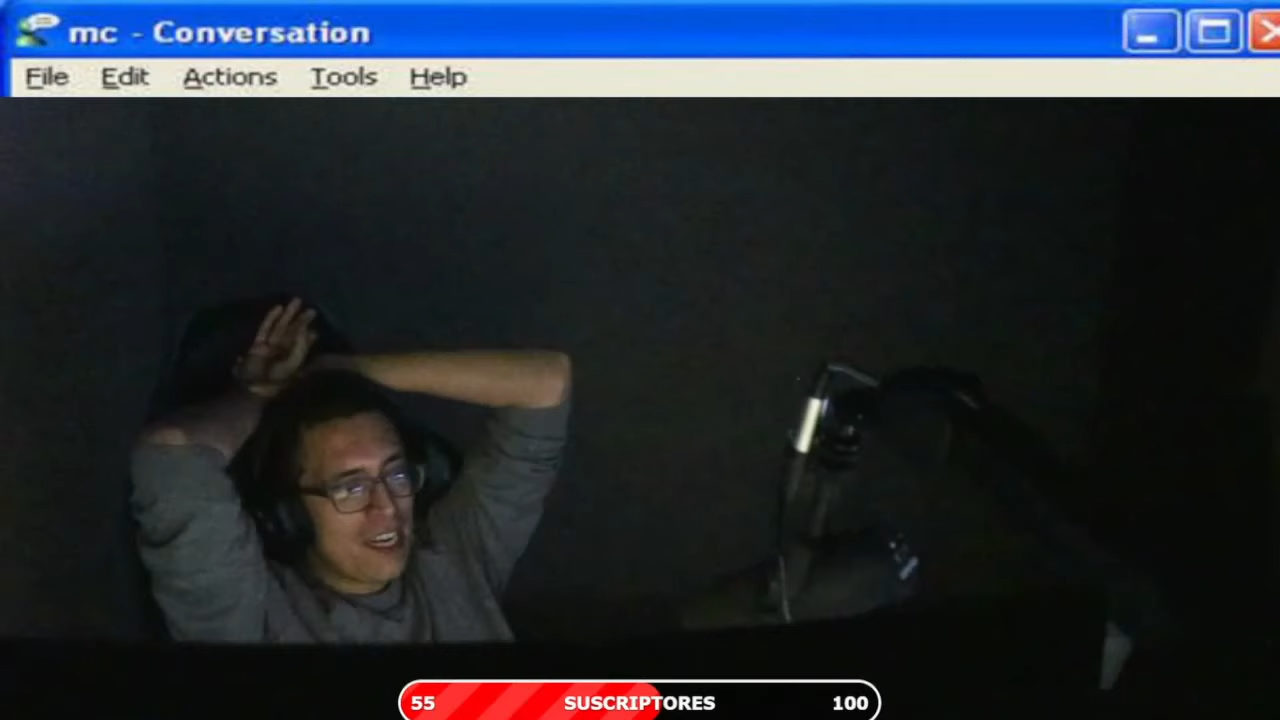 mc - Conversation
File Edit Actions Tools Help
55 SUSCRIPTORES 100